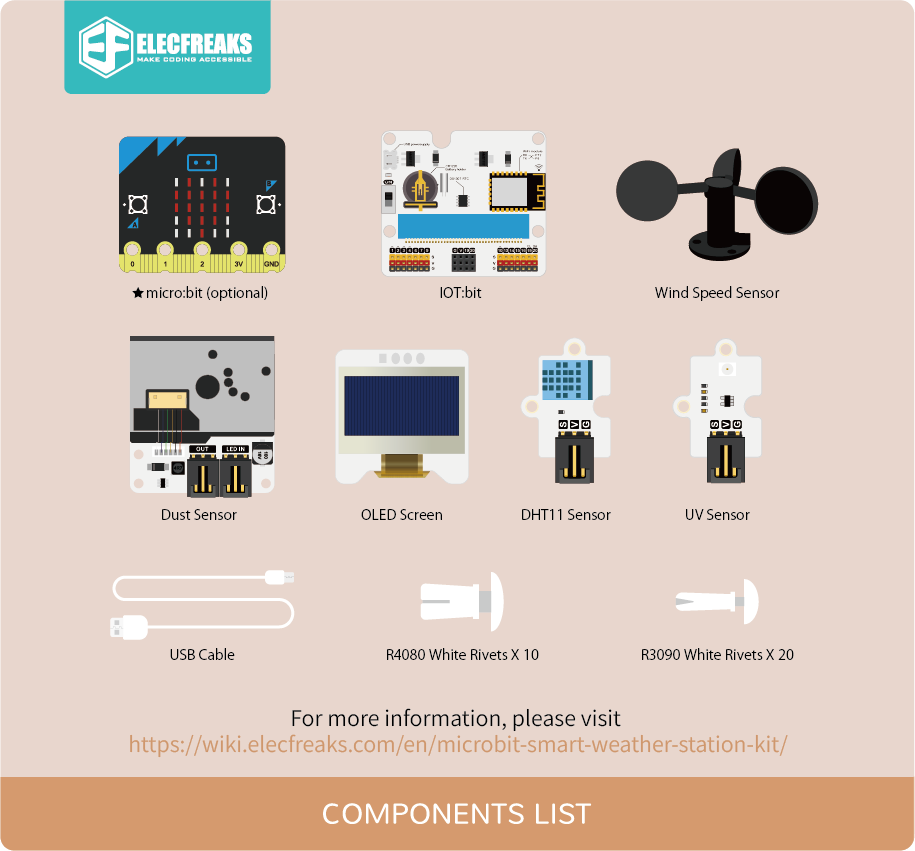 ELECFREAKS
MAKE CODING ACCESSIBLE
A
B
0 1 2 3V GND
★ micro:bit (optional)
IOT:bit
Wind Speed Sensor
OUT LED IN
S V G
S V G
Dust Sensor
OLED Screen
DHT11 Sensor
UV Sensor
USB Cable
R4080 White Rivets X 10
R3090 White Rivets X 20
For more information, please visit
https://wiki.elecfreaks.com/en/microbit-smart-weather-station-kit/
COMPONENTS LIST